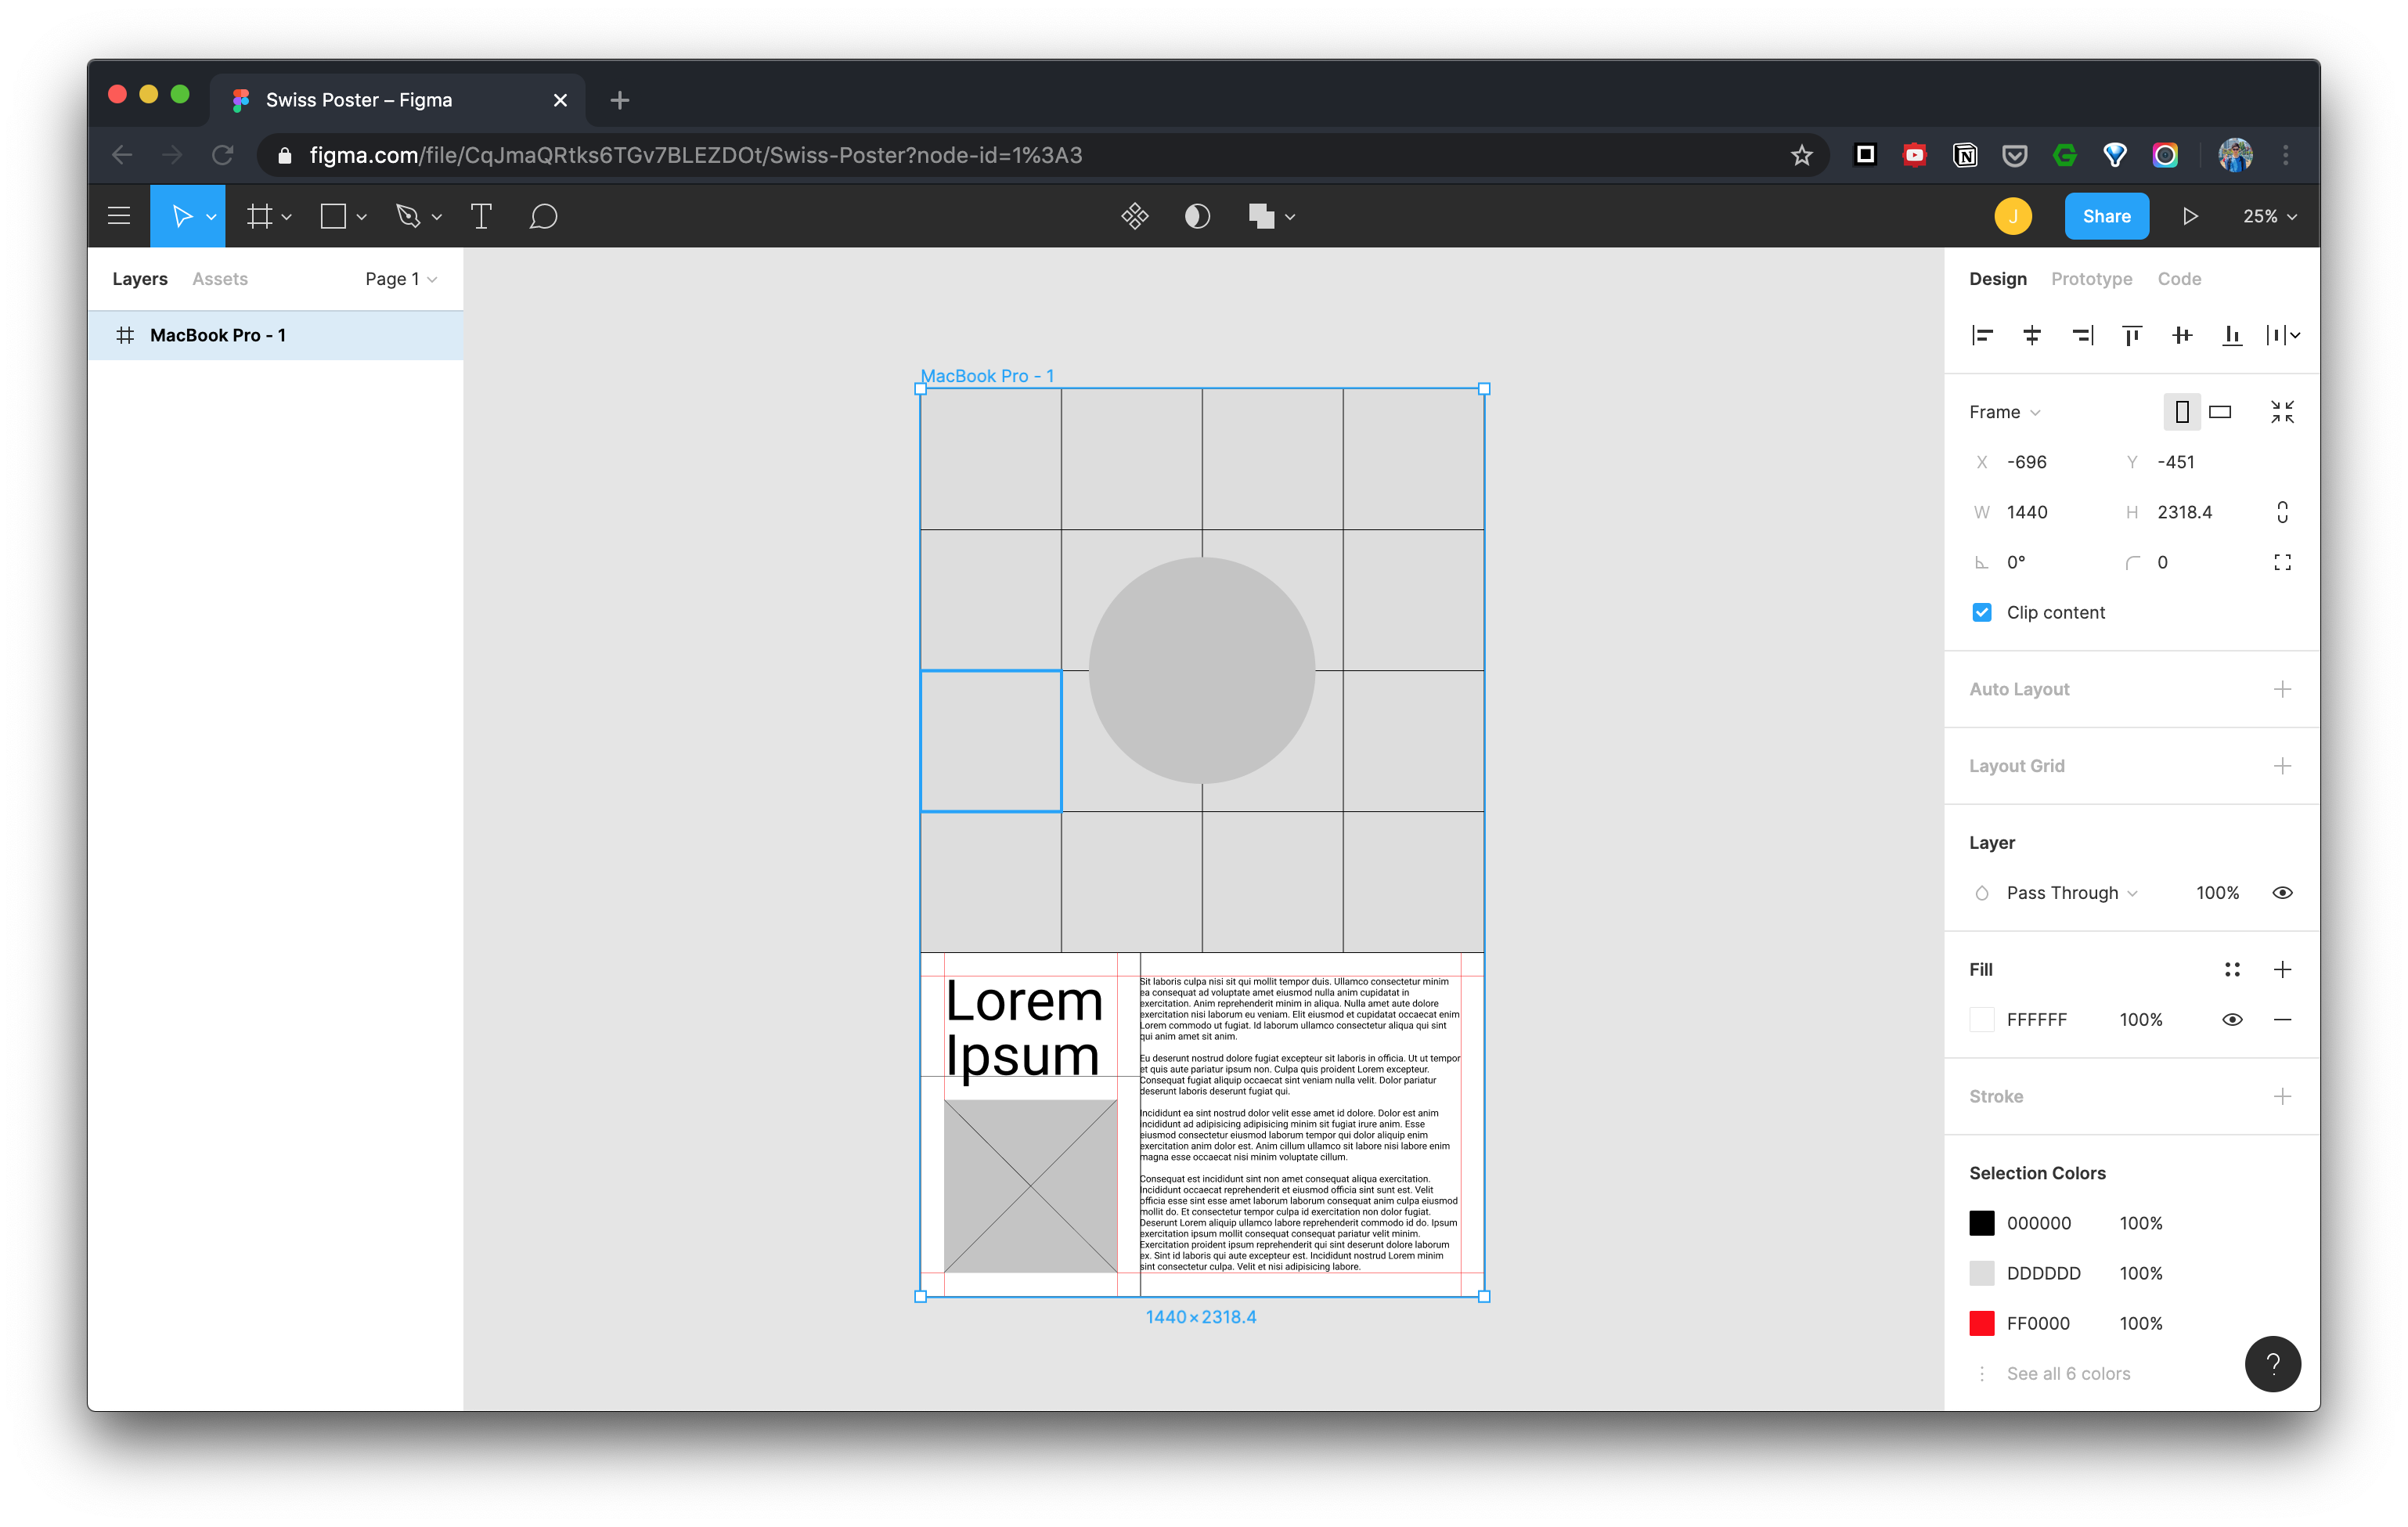 Swiss Poster – Figma
figma.com/file/CqJmaQRtks6TGv7BLEZDOt/Swiss-Poster?node-id=1%3A3
J
Share
25%
Layers
Assets
Page 1
MacBook Pro - 1
MacBook Pro - 1
Lorem
Ipsum
Sit laboris culpa nisi sit qui mollit tempor duis. Ullamco consectetur minim
ea consequat ad voluptate amet eiusmod nulla anim cupidatat in
exercitation. Anim reprehenderit minim in aliqua. Nulla amet aute dolore
exercitation nisi laborum eu veniam. Elit eiusmod et cupidatat occaecat enim
Lorem commodo ut fugiat. Id laborum ullamco consectetur aliqua qui sint
qui anim amet sit anim.
Eu deserunt nostrud dolore fugiat excepteur sit laboris in officia. Ut ut tempor
et quis aute pariatur ipsum non. Culpa quis proident Lorem excepteur.
Consequat fugiat aliquip occaecat sint veniam nulla velit. Dolor pariatur
deserunt laboris deserunt fugiat qui.
Incididunt ea sint nostrud dolor velit esse amet id dolore. Dolor est anim
incididunt ad adipisicing adipisicing minim sit fugiat irure anim. Esse
eiusmod consectetur eiusmod laborum tempor qui dolor aliquip enim
exercitation anim dolor est. Anim cillum ullamco sit labore nisi labore enim
magna esse occaecat nisi minim voluptate cillum.
Consequat est incididunt sint non amet consequat aliqua exercitation.
Incididunt occaecat reprehenderit et eiusmod officia sint sunt est. Velit
officia esse sint esse amet laborum laborum consequat anim culpa eiusmod
mollit do. Et consectetur tempor culpa id exercitation non dolor fugiat.
Deserunt Lorem aliquip ullamco labore reprehenderit commodo id do. Ipsum
exercitation ipsum mollit consequat consequat pariatur velit minim.
Exercitation proident ipsum reprehenderit qui sint deserunt dolore laborum
ex. Sint id laboris qui aute excepteur est. Incididunt nostrud Lorem minim
sint consectetur culpa. Velit et nisi adipisicing labore.
1440×2318.4
Design
Prototype
Code
Frame
X -696
Y -451
W 1440
H 2318.4
0°
0
Clip content
Auto Layout
Layout Grid
Layer
Pass Through 100%
Fill
FFFFFF 100%
Stroke
Selection Colors
000000 100%
DDDDDD 100%
FF0000 100%
See all 6 colors
?